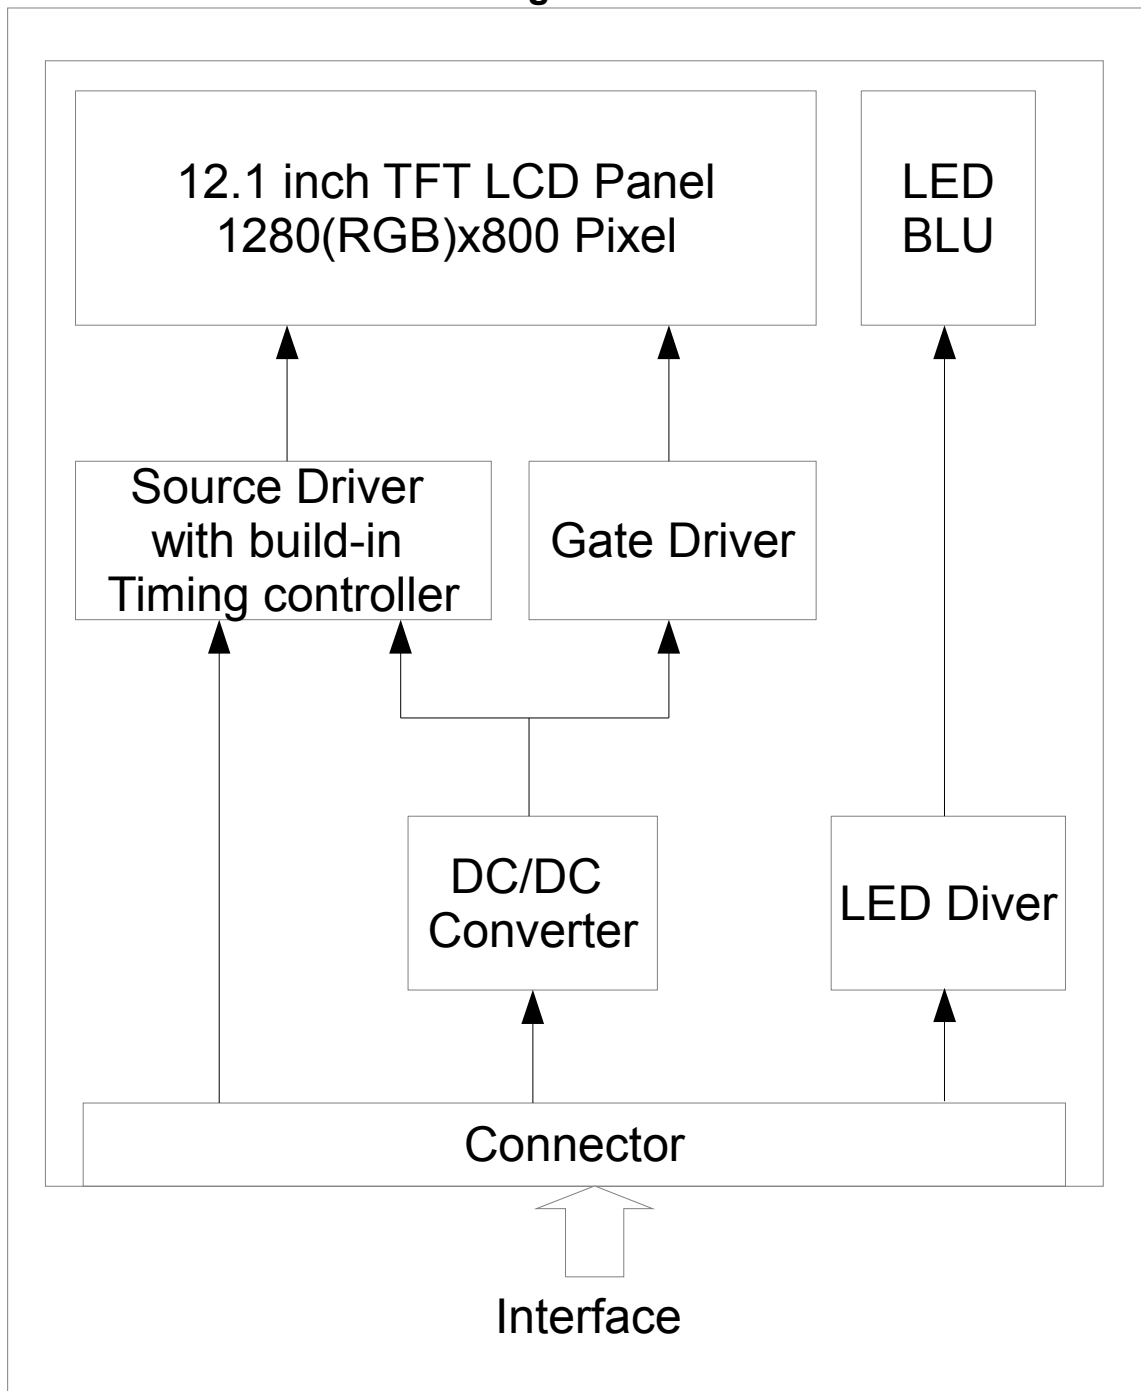 12.1 inch TFT LCD Panel
1280(RGB)x800 Pixel
LED
BLU
Source Driver
with build-in
Timing controller
Gate Driver
DC/DC
Converter
LED Diver
Connector
Interface